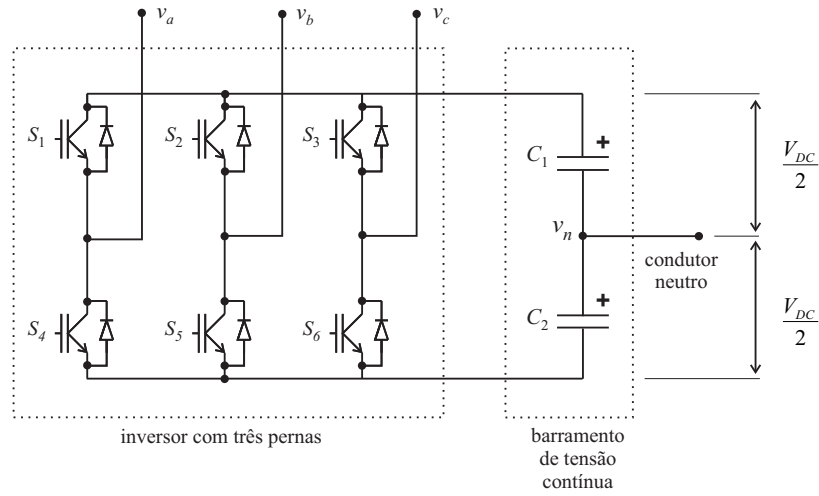 v_a
v_b
v_c
S_1
S_2
S_3
C_1
+
V_DC
2
v_n
condutor
neutro
S_4
S_5
S_6
C_2
+
V_DC
2
inversor com três pernas
barramento
de tensão
contínua